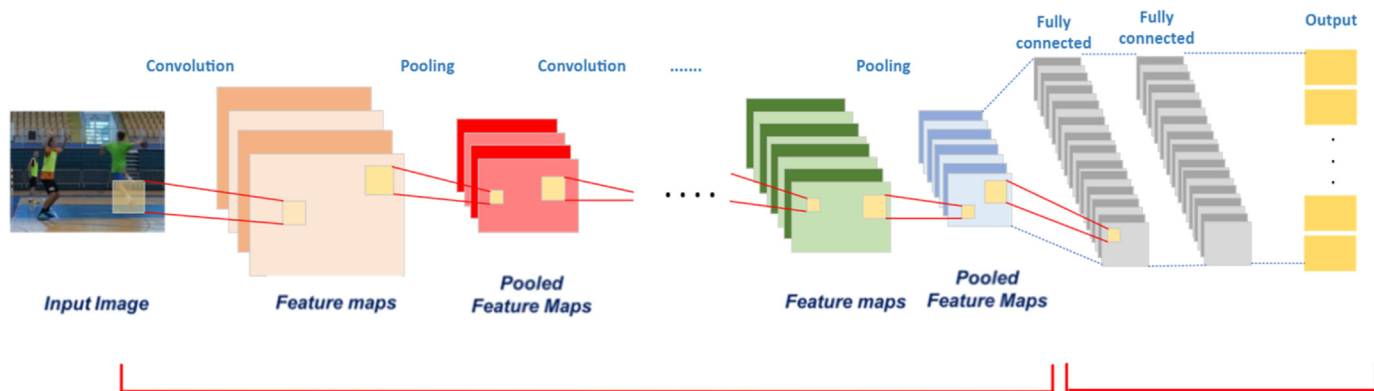 Fully
connected
Fully
connected
Output
Convolution
Pooling
Convolution
.......
Pooling
. . . .
Input Image
Feature maps
Pooled
Feature Maps
Feature maps
Pooled
Feature Maps